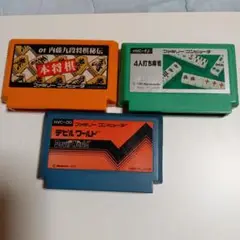 01 内藤九段将棋秘伝
本将棋
ファミリー コンピュータ
HVC-FJ
ファミリー コンピュータ
4人打ち麻雀
HVC-DD
ファミリー コンピュータ
デビルワールド